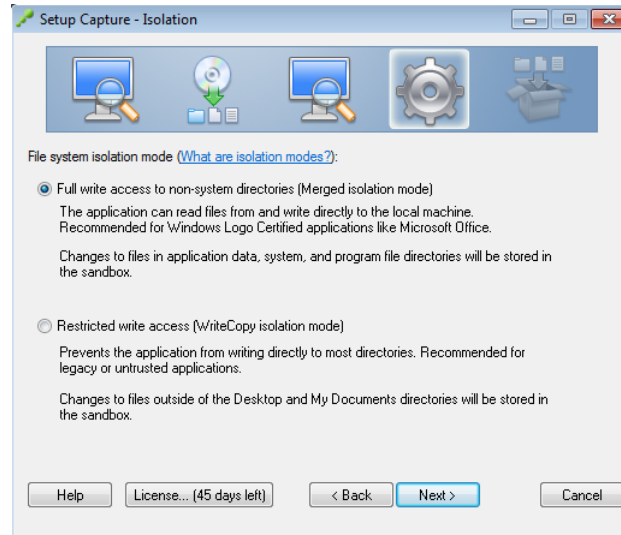 Setup Capture - Isolation
File system isolation mode (What are isolation modes?):
Full write access to non-system directories (Merged isolation mode)
The application can read files from and write directly to the local machine.
Recommended for Windows Logo Certified applications like Microsoft Office.
Changes to files in application data, system, and program file directories will be stored in
the sandbox.
Restricted write access (WriteCopy isolation mode)
Prevents the application from writing directly to most directories. Recommended for
legacy or untrusted applications.
Changes to files outside of the Desktop and My Documents directories will be stored in
the sandbox.
Help License... (45 days left) < Back Next > Cancel